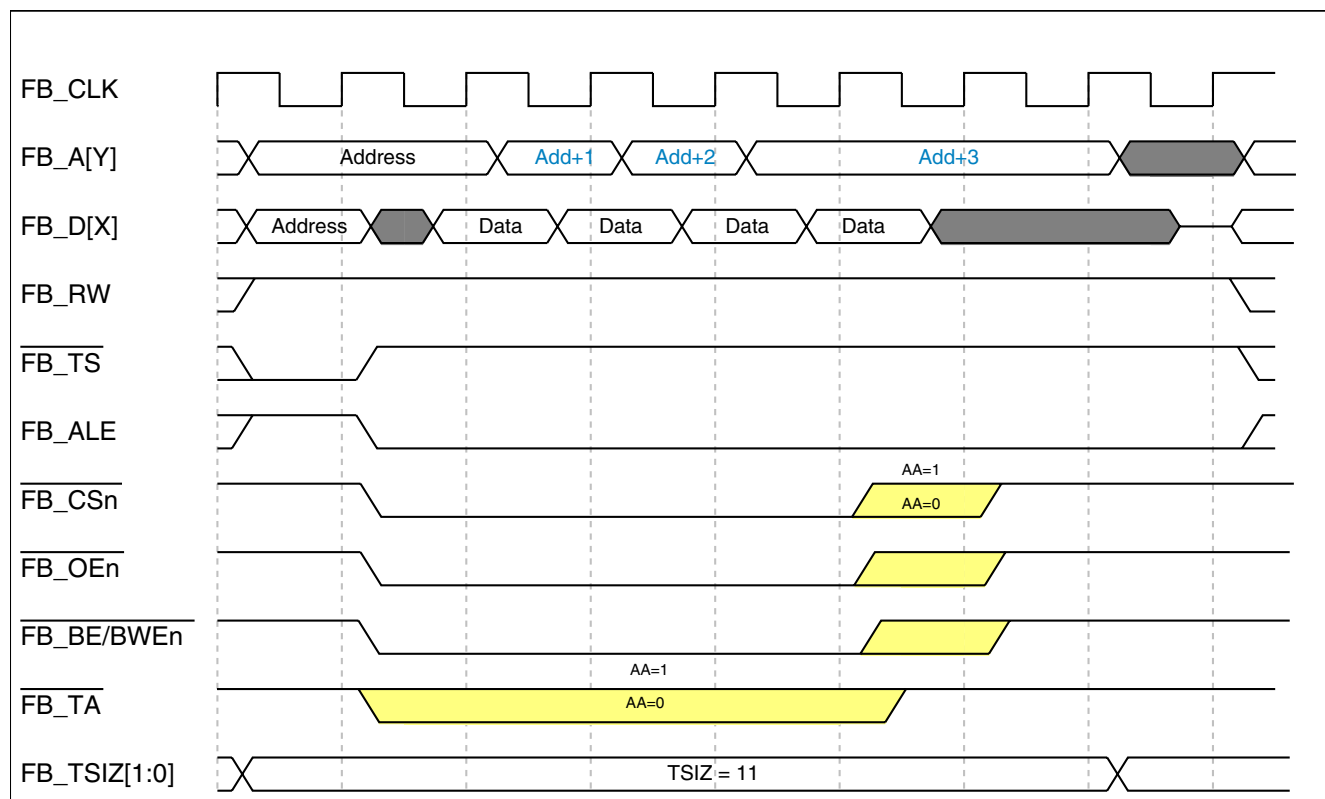 FB_CLK
FB_A[Y] Address Add+1 Add+2 Add+3
FB_D[X] Address Data Data Data Data
FB_RW
FB_TS
FB_ALE
AA=1
FB_CSn AA=0
FB_OEn
FB_BE/BWEn
AA=1
FB_TA AA=0
FB_TSIZ[1:0] TSIZ = 11